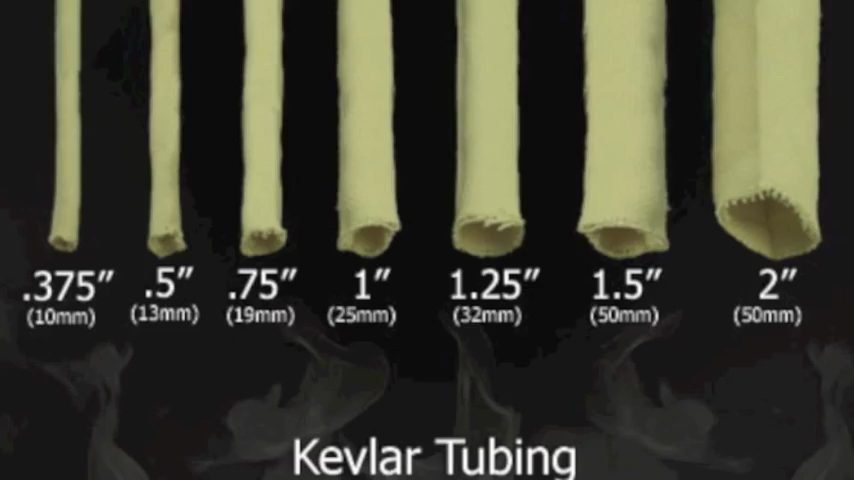 .375” .5” .75” 1” 1.25” 1.5” 2”
(10mm) (13mm) (19mm) (25mm) (32mm) (50mm) (50mm)
Kevlar Tubing